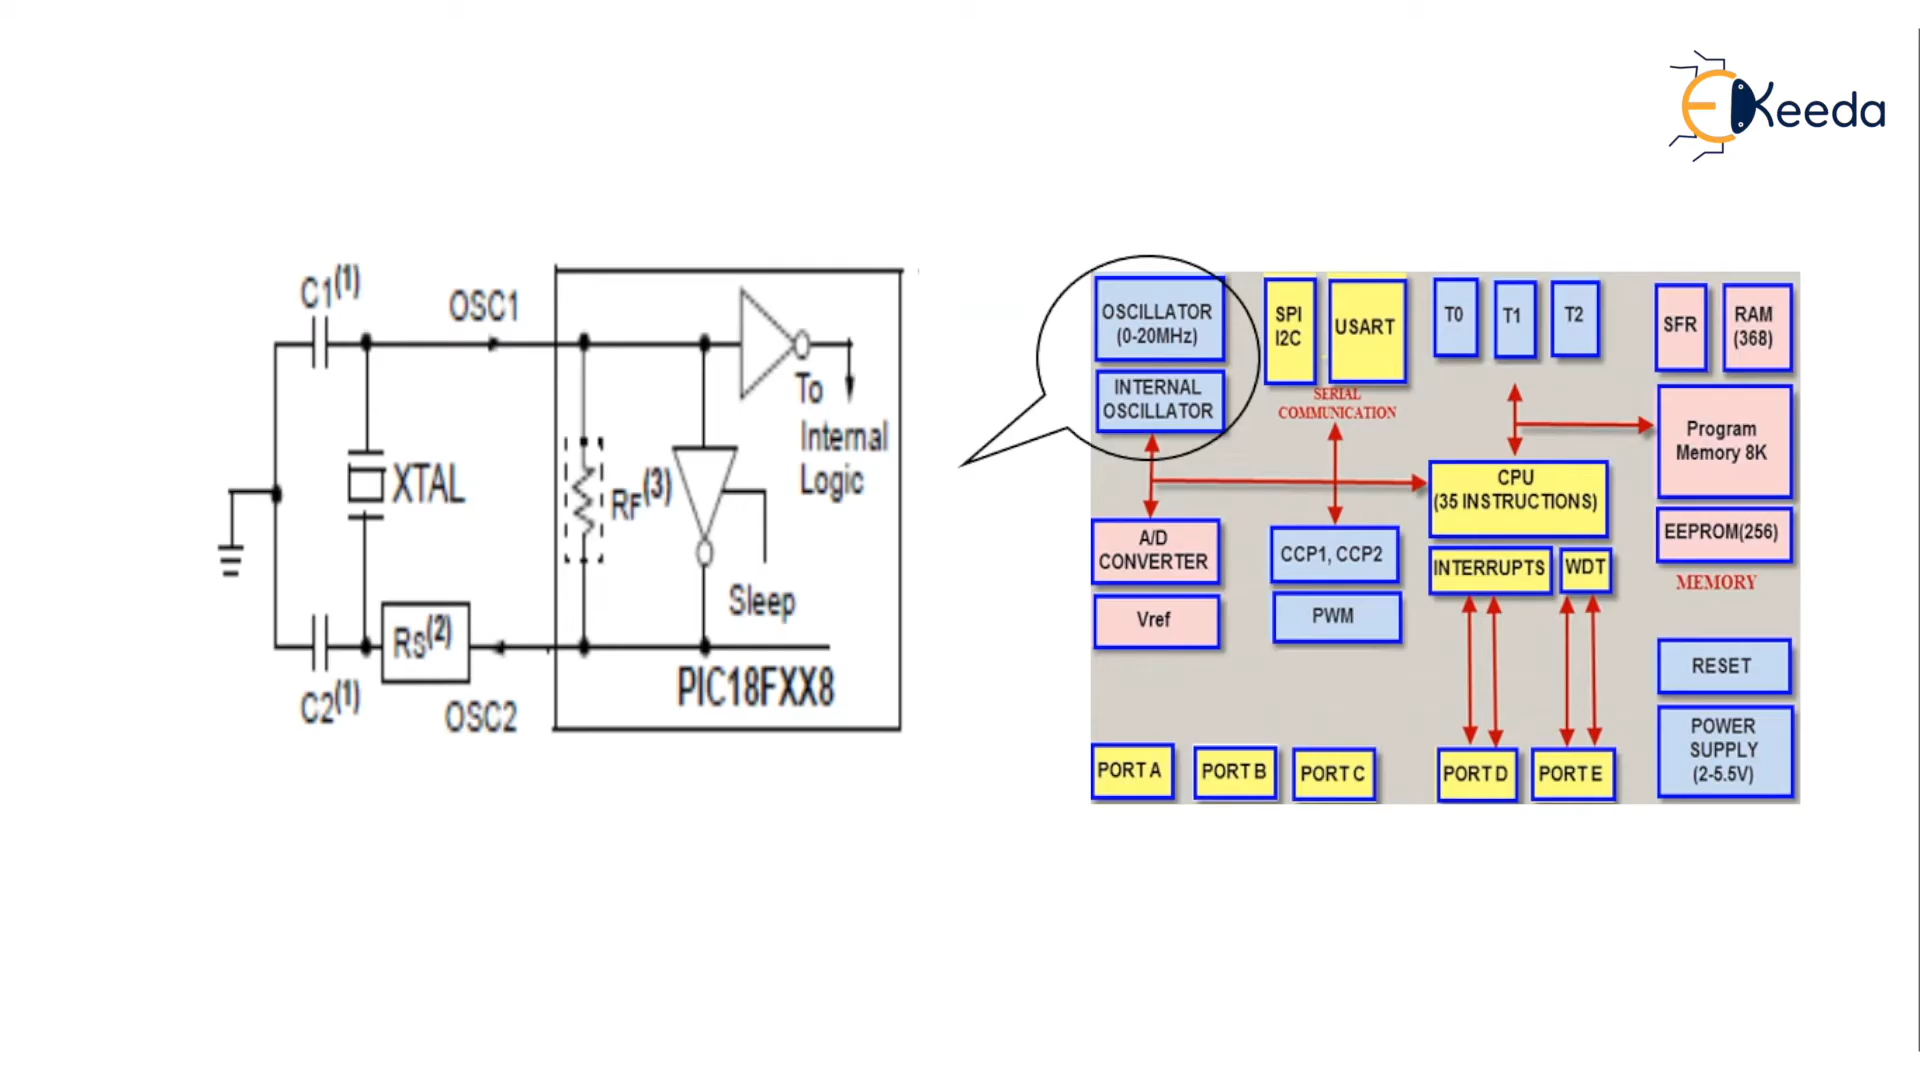 EKeeda
C1(1)
OSC1
To
Internal
Logic
XTAL
RF(3)
Sleep
RS(2)
C2(1)
OSC2
PIC18FXX8
OSCILLATOR
(0-20MHz)
INTERNAL
OSCILLATOR
SPI
I2C
USART
SERIAL
COMMUNICATION
T0
T1
T2
SFR
RAM
(368)
Program
Memory 8K
CPU
(35 INSTRUCTIONS)
A/D
CONVERTER
Vref
CCP1, CCP2
PWM
INTERRUPTS
WDT
EEPROM(256)
MEMORY
RESET
POWER
SUPPLY
(2-5.5V)
PORT A
PORT B
PORT C
PORT D
PORT E